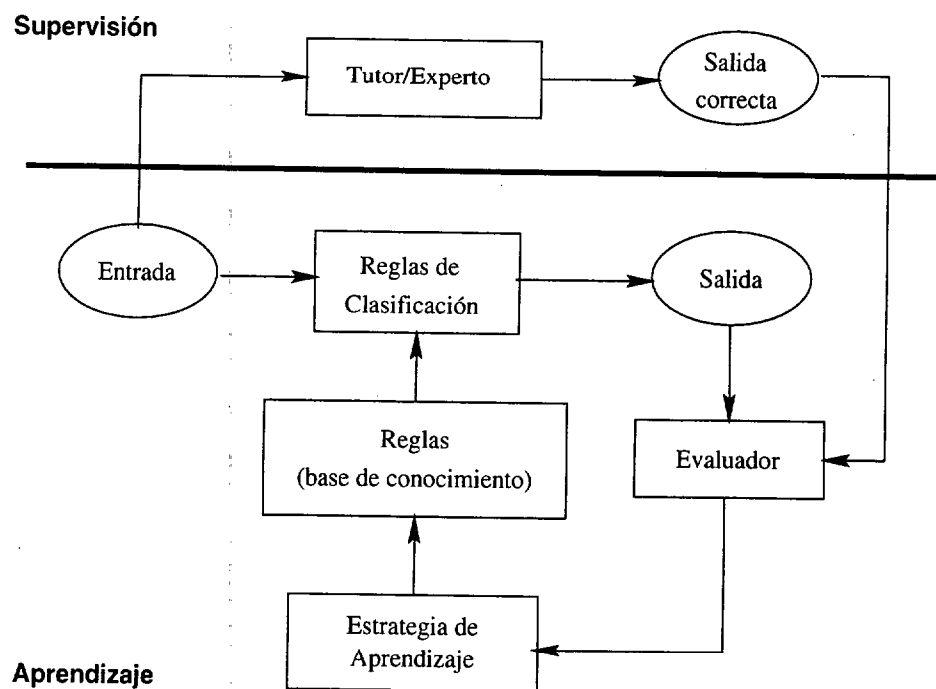 Supervisión
Tutor/Experto
Salida
correcta
Entrada
Reglas de
Clasificación
Salida
Reglas
(base de conocimiento)
Evaluador
Estrategia de
Aprendizaje
Aprendizaje